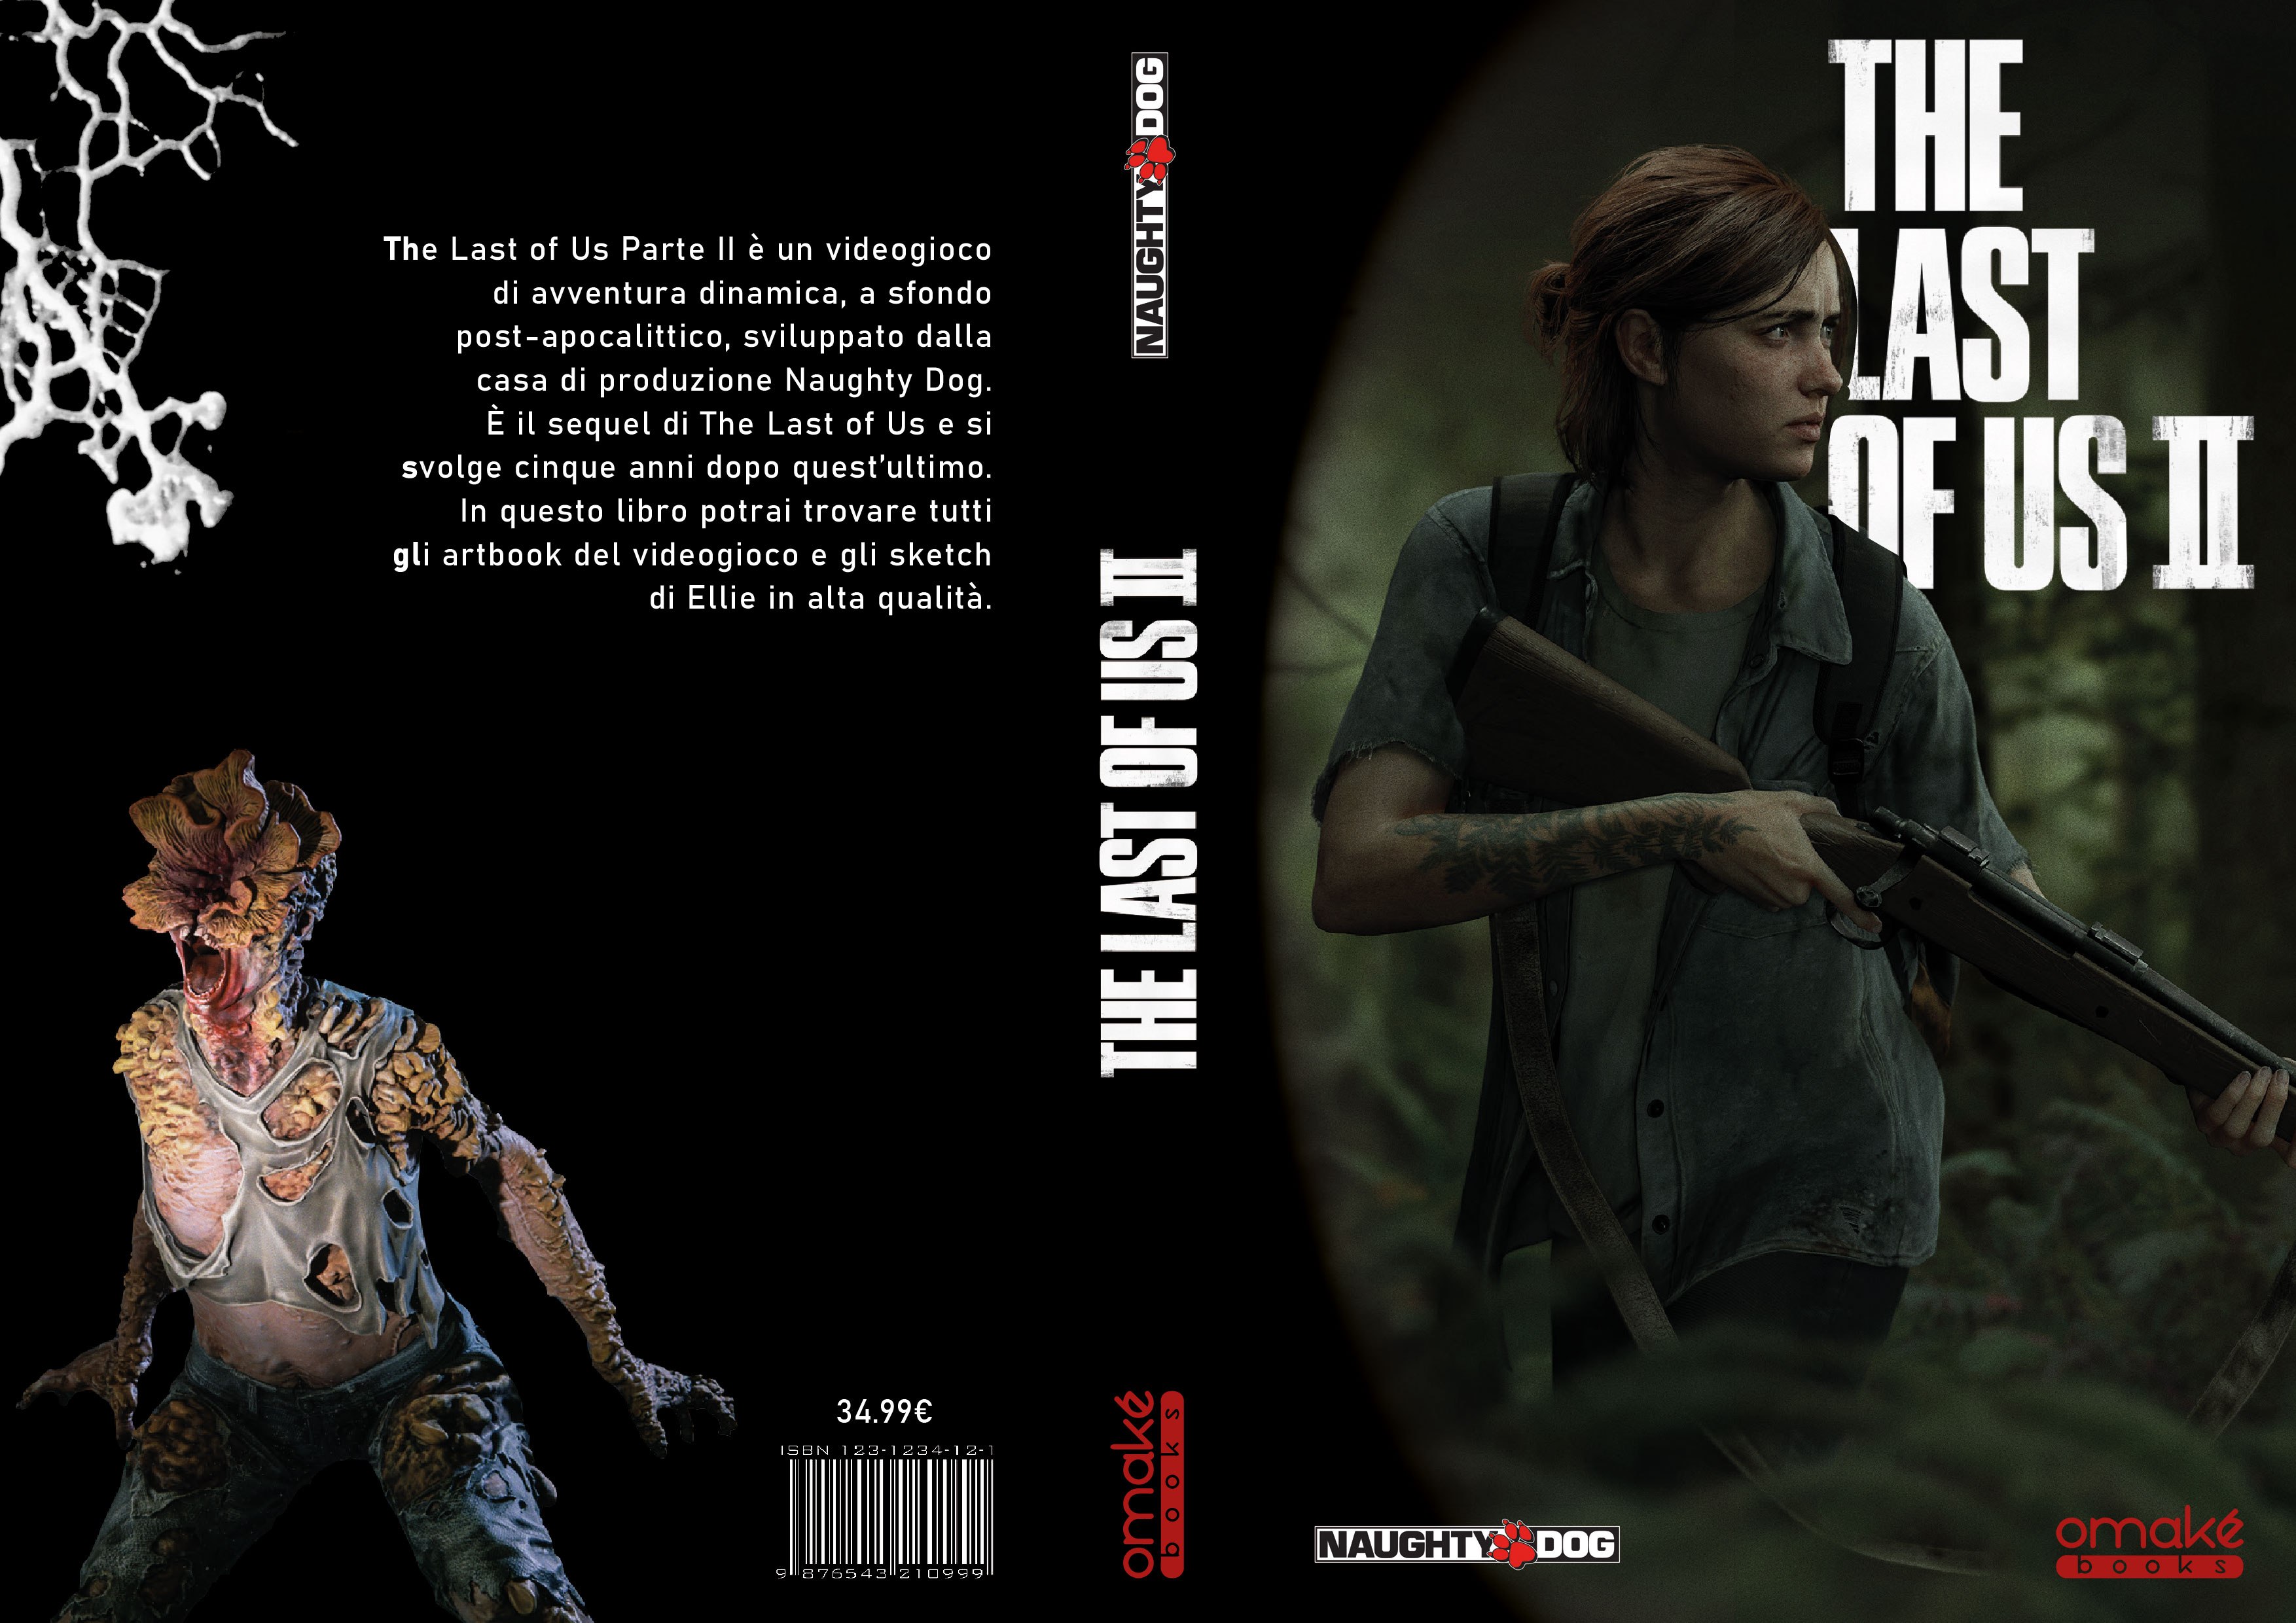 The Last of Us Parte II è un videogioco
di avventura dinamica, a sfondo
post-apocalittico, sviluppato dalla
casa di produzione Naughty Dog.
È il sequel di The Last of Us e si
svolge cinque anni dopo quest’ultimo.
In questo libro potrai trovare tutti
gli artbook del videogioco e gli sketch
di Ellie in alta qualità.
34.99€
ISBN 123-1234-12-1
9 876543 210999
NAUGHTY DOG
THE LAST OF US II
omaké
books
THE
LAST
OF US II
NAUGHTY DOG
omaké
books